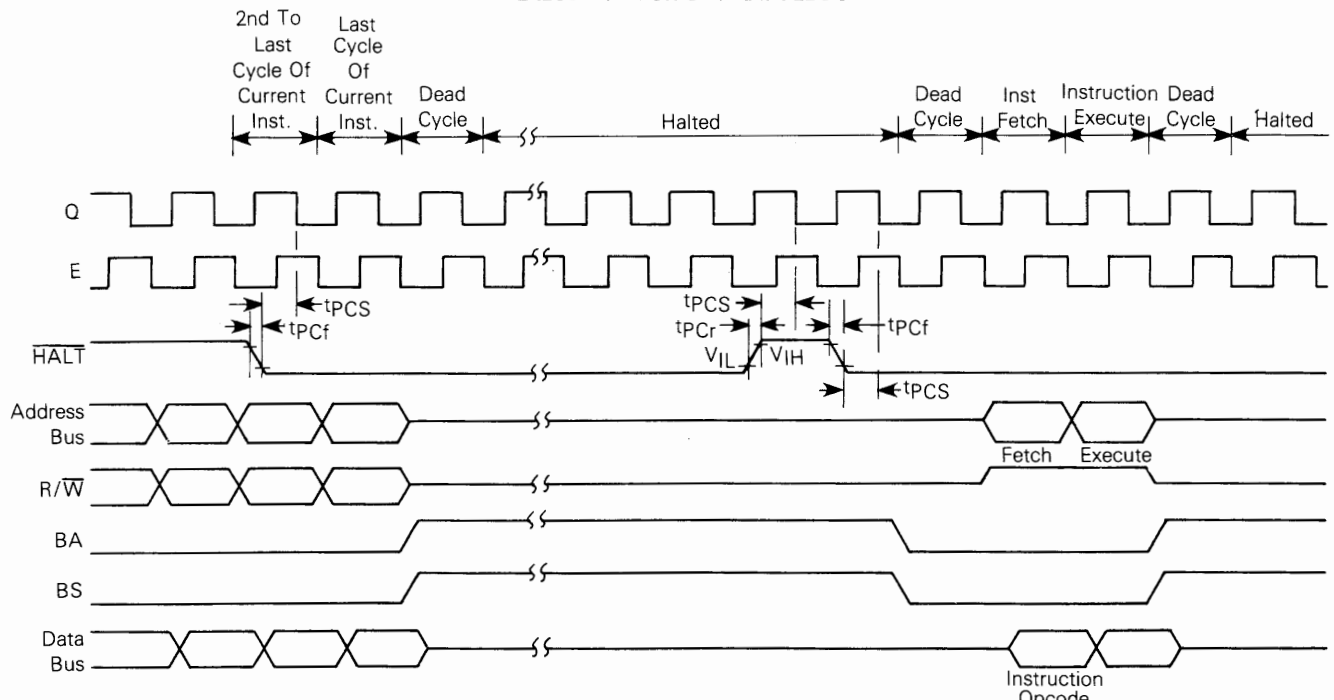 2nd To
Last
Cycle Of
Current
Inst.
Last
Cycle
Of
Current
Inst.
Dead
Cycle
Halted
Dead
Cycle
Inst
Fetch
Instruction
Execute
Dead
Cycle
Halted
Q
E
tPCS
tPCf
tPCS
tPCr
tPCf
HALT
VIL
VIH
tPCS
Address
Bus
Fetch
Execute
R/W
BA
BS
Data
Bus
Instruction
Opcode